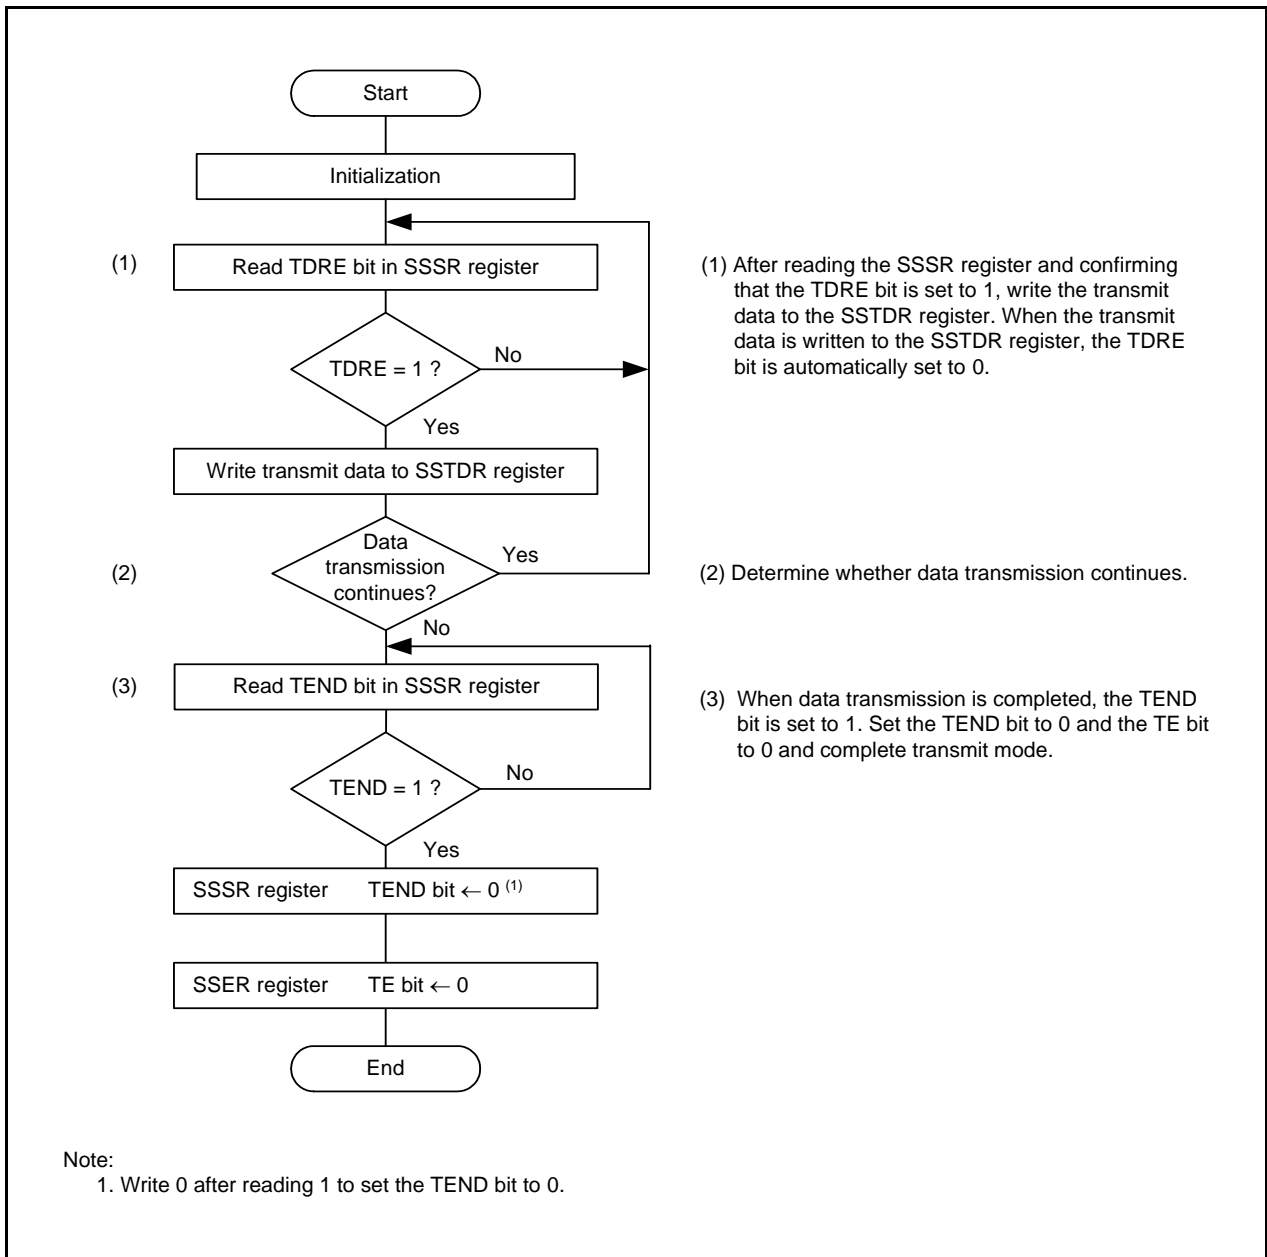 Start
Initialization
(1)
Read TDRE bit in SSSR register
(1) After reading the SSSR register and confirming
that the TDRE bit is set to 1, write the transmit
data to the SSTDR register. When the transmit
data is written to the SSTDR register, the TDRE
bit is automatically set to 0.
TDRE = 1 ?
No
Yes
Write transmit data to SSTDR register
(2)
Data
transmission
continues?
Yes
(2) Determine whether data transmission continues.
No
(3)
Read TEND bit in SSSR register
(3) When data transmission is completed, the TEND
bit is set to 1. Set the TEND bit to 0 and the TE bit
to 0 and complete transmit mode.
TEND = 1 ?
No
Yes
SSSR register TEND bit ← 0 (1)
SSER register TE bit ← 0
End
Note:
1. Write 0 after reading 1 to set the TEND bit to 0.